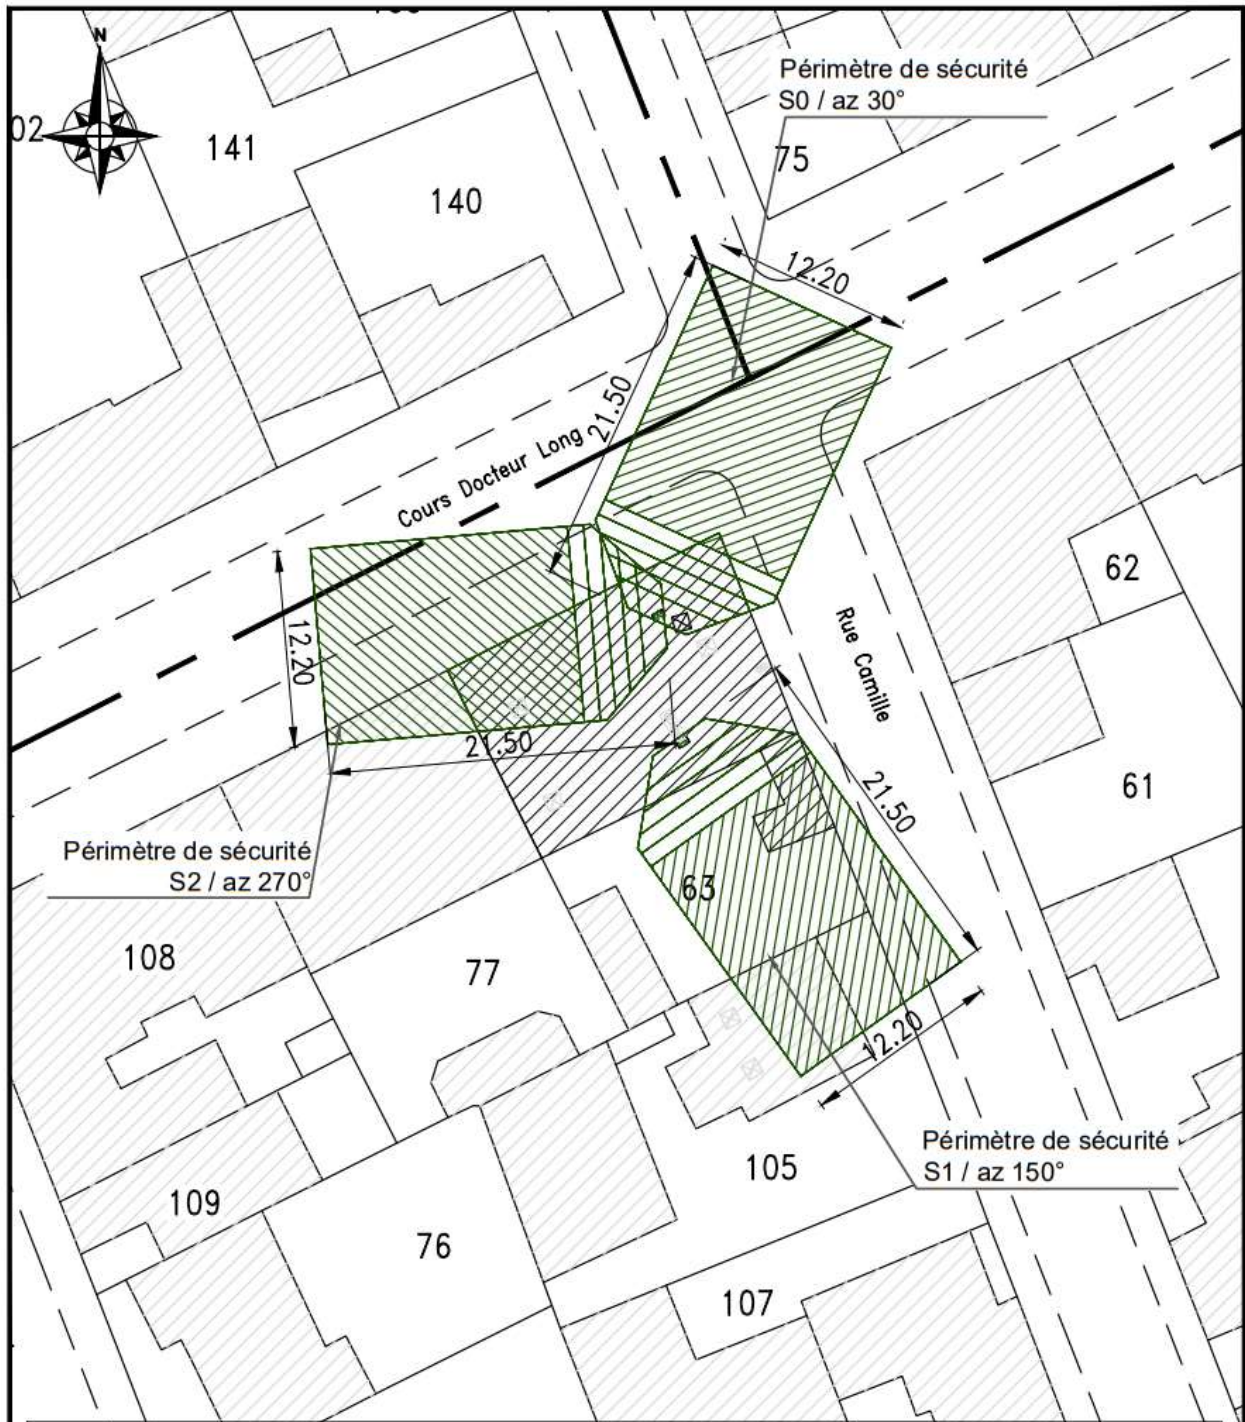 N
Périmètre de sécurité
S0 / az 30°
02
141
75
140
12.20
21.50
Cours Docteur Long
62
12.20
Rue Camille
21.50
61
21.50
Périmètre de sécurité
S2 / az 270°
63
108
77
12.20
Périmètre de sécurité
S1 / az 150°
105
109
76
107